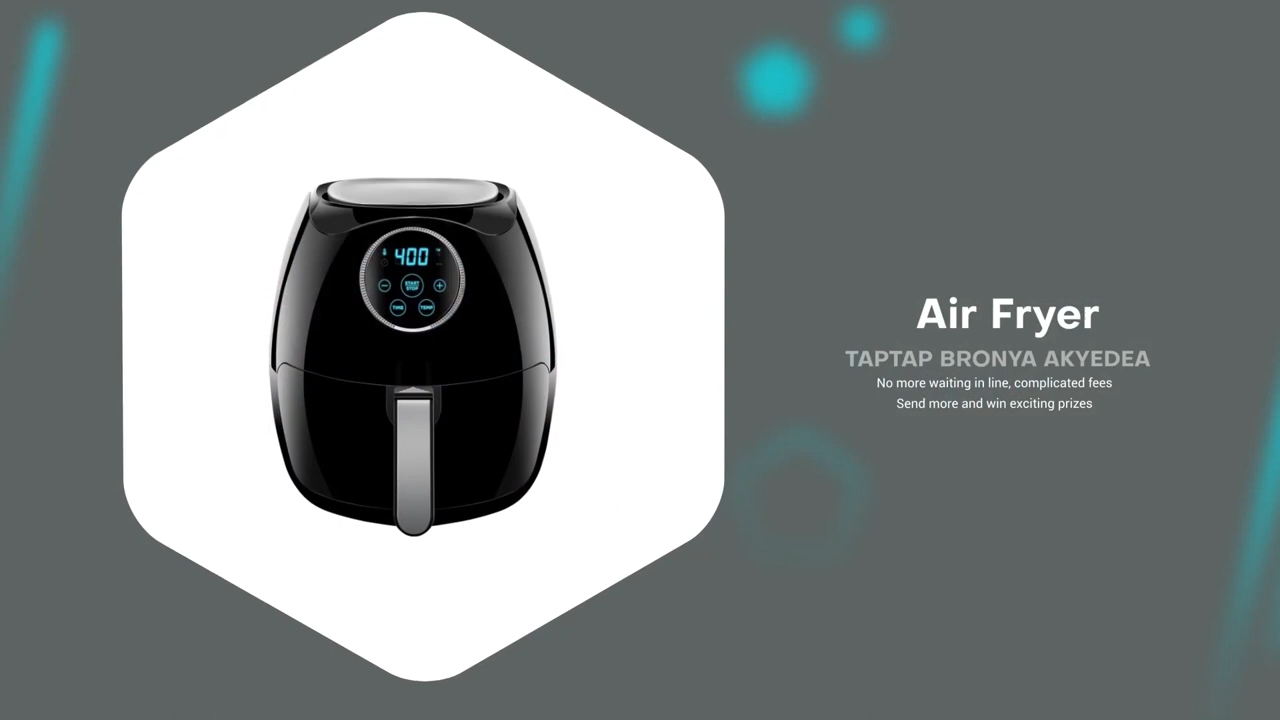 400
START
STOP
TIME
TEMP
Air Fryer
TAPTAP BRONYA AKYEDEA
No more waiting in line, complicated fees
Send more and win exciting prizes